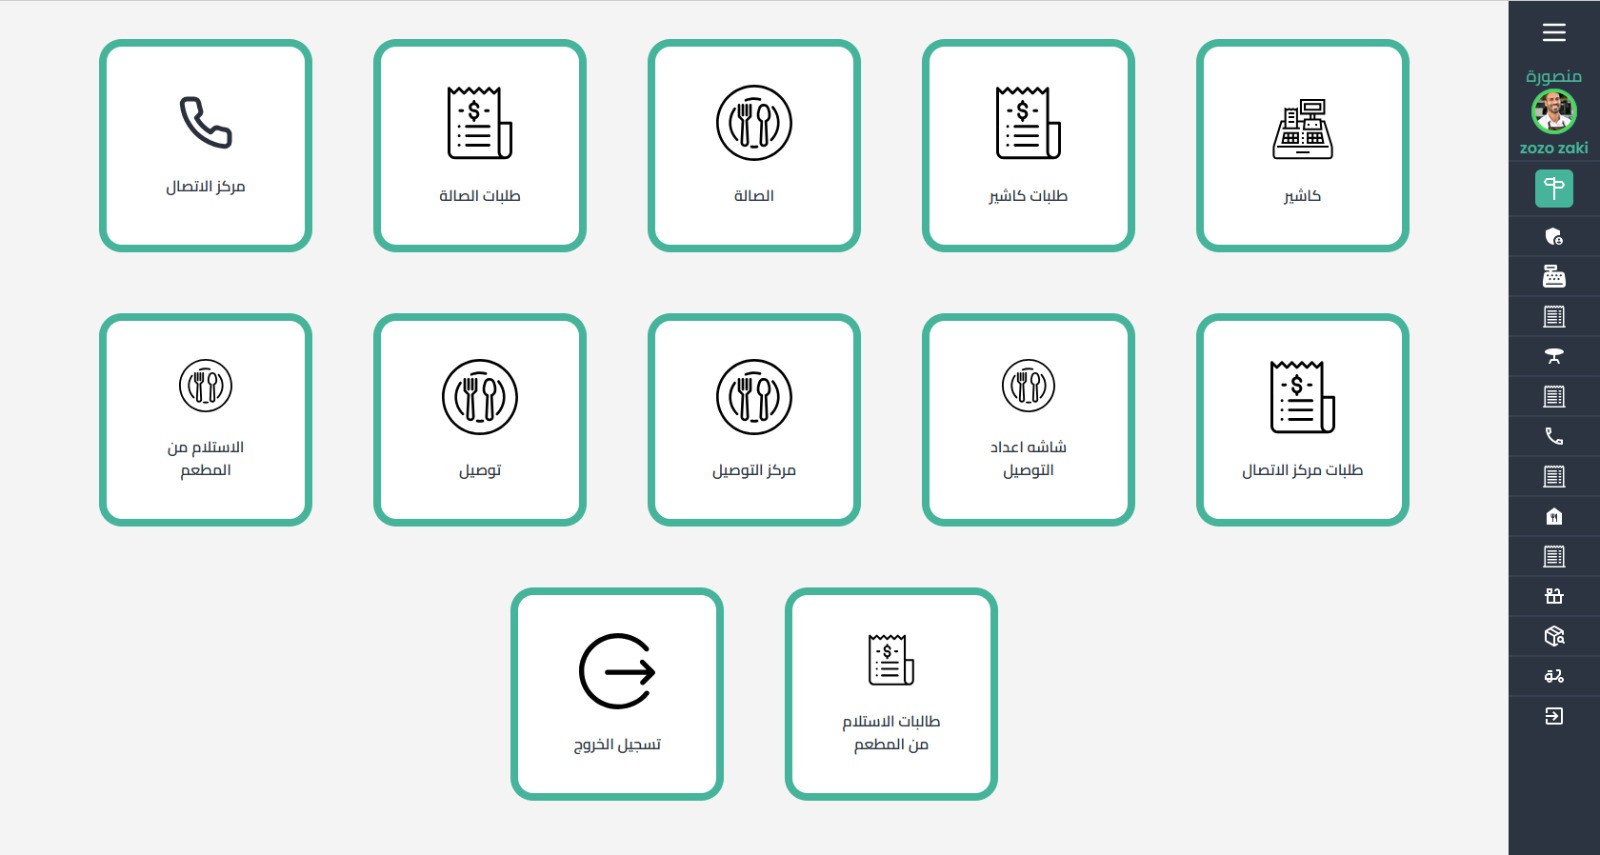 منصورة
zozo zaki
كاشير
طلبات كاشير
الصالة
طلبات الصالة
مركز الاتصال
طلبات مركز الاتصال
شاشه اعداد
التوصيل
مركز التوصيل
توصيل
الاستلام من
المطعم
طالبات الاستلام
من المطعم
تسجيل الخروج